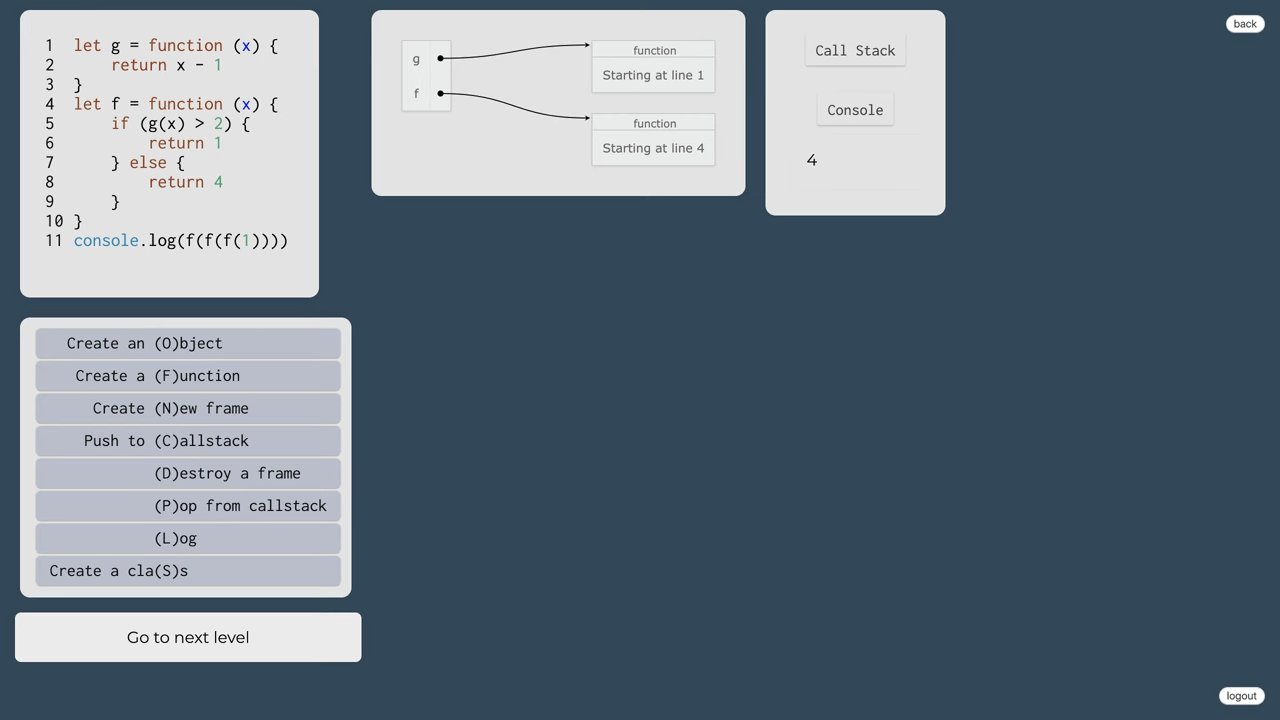 1 let g = function (x) {
2 return x - 1
3 }
4 let f = function (x) {
5 if (g(x) > 2) {
6 return 1
7 } else {
8 return 4
9 }
10 }
11 console.log(f(f(f(1))))
Create an (O)bject
Create a (F)unction
Create (N)ew frame
Push to (C)allstack
(D)estroy a frame
(P)op from callstack
(L)og
Create a cla(S)s
Go to next level
g
f
function
Starting at line 1
function
Starting at line 4
Call Stack
Console
4
back
logout